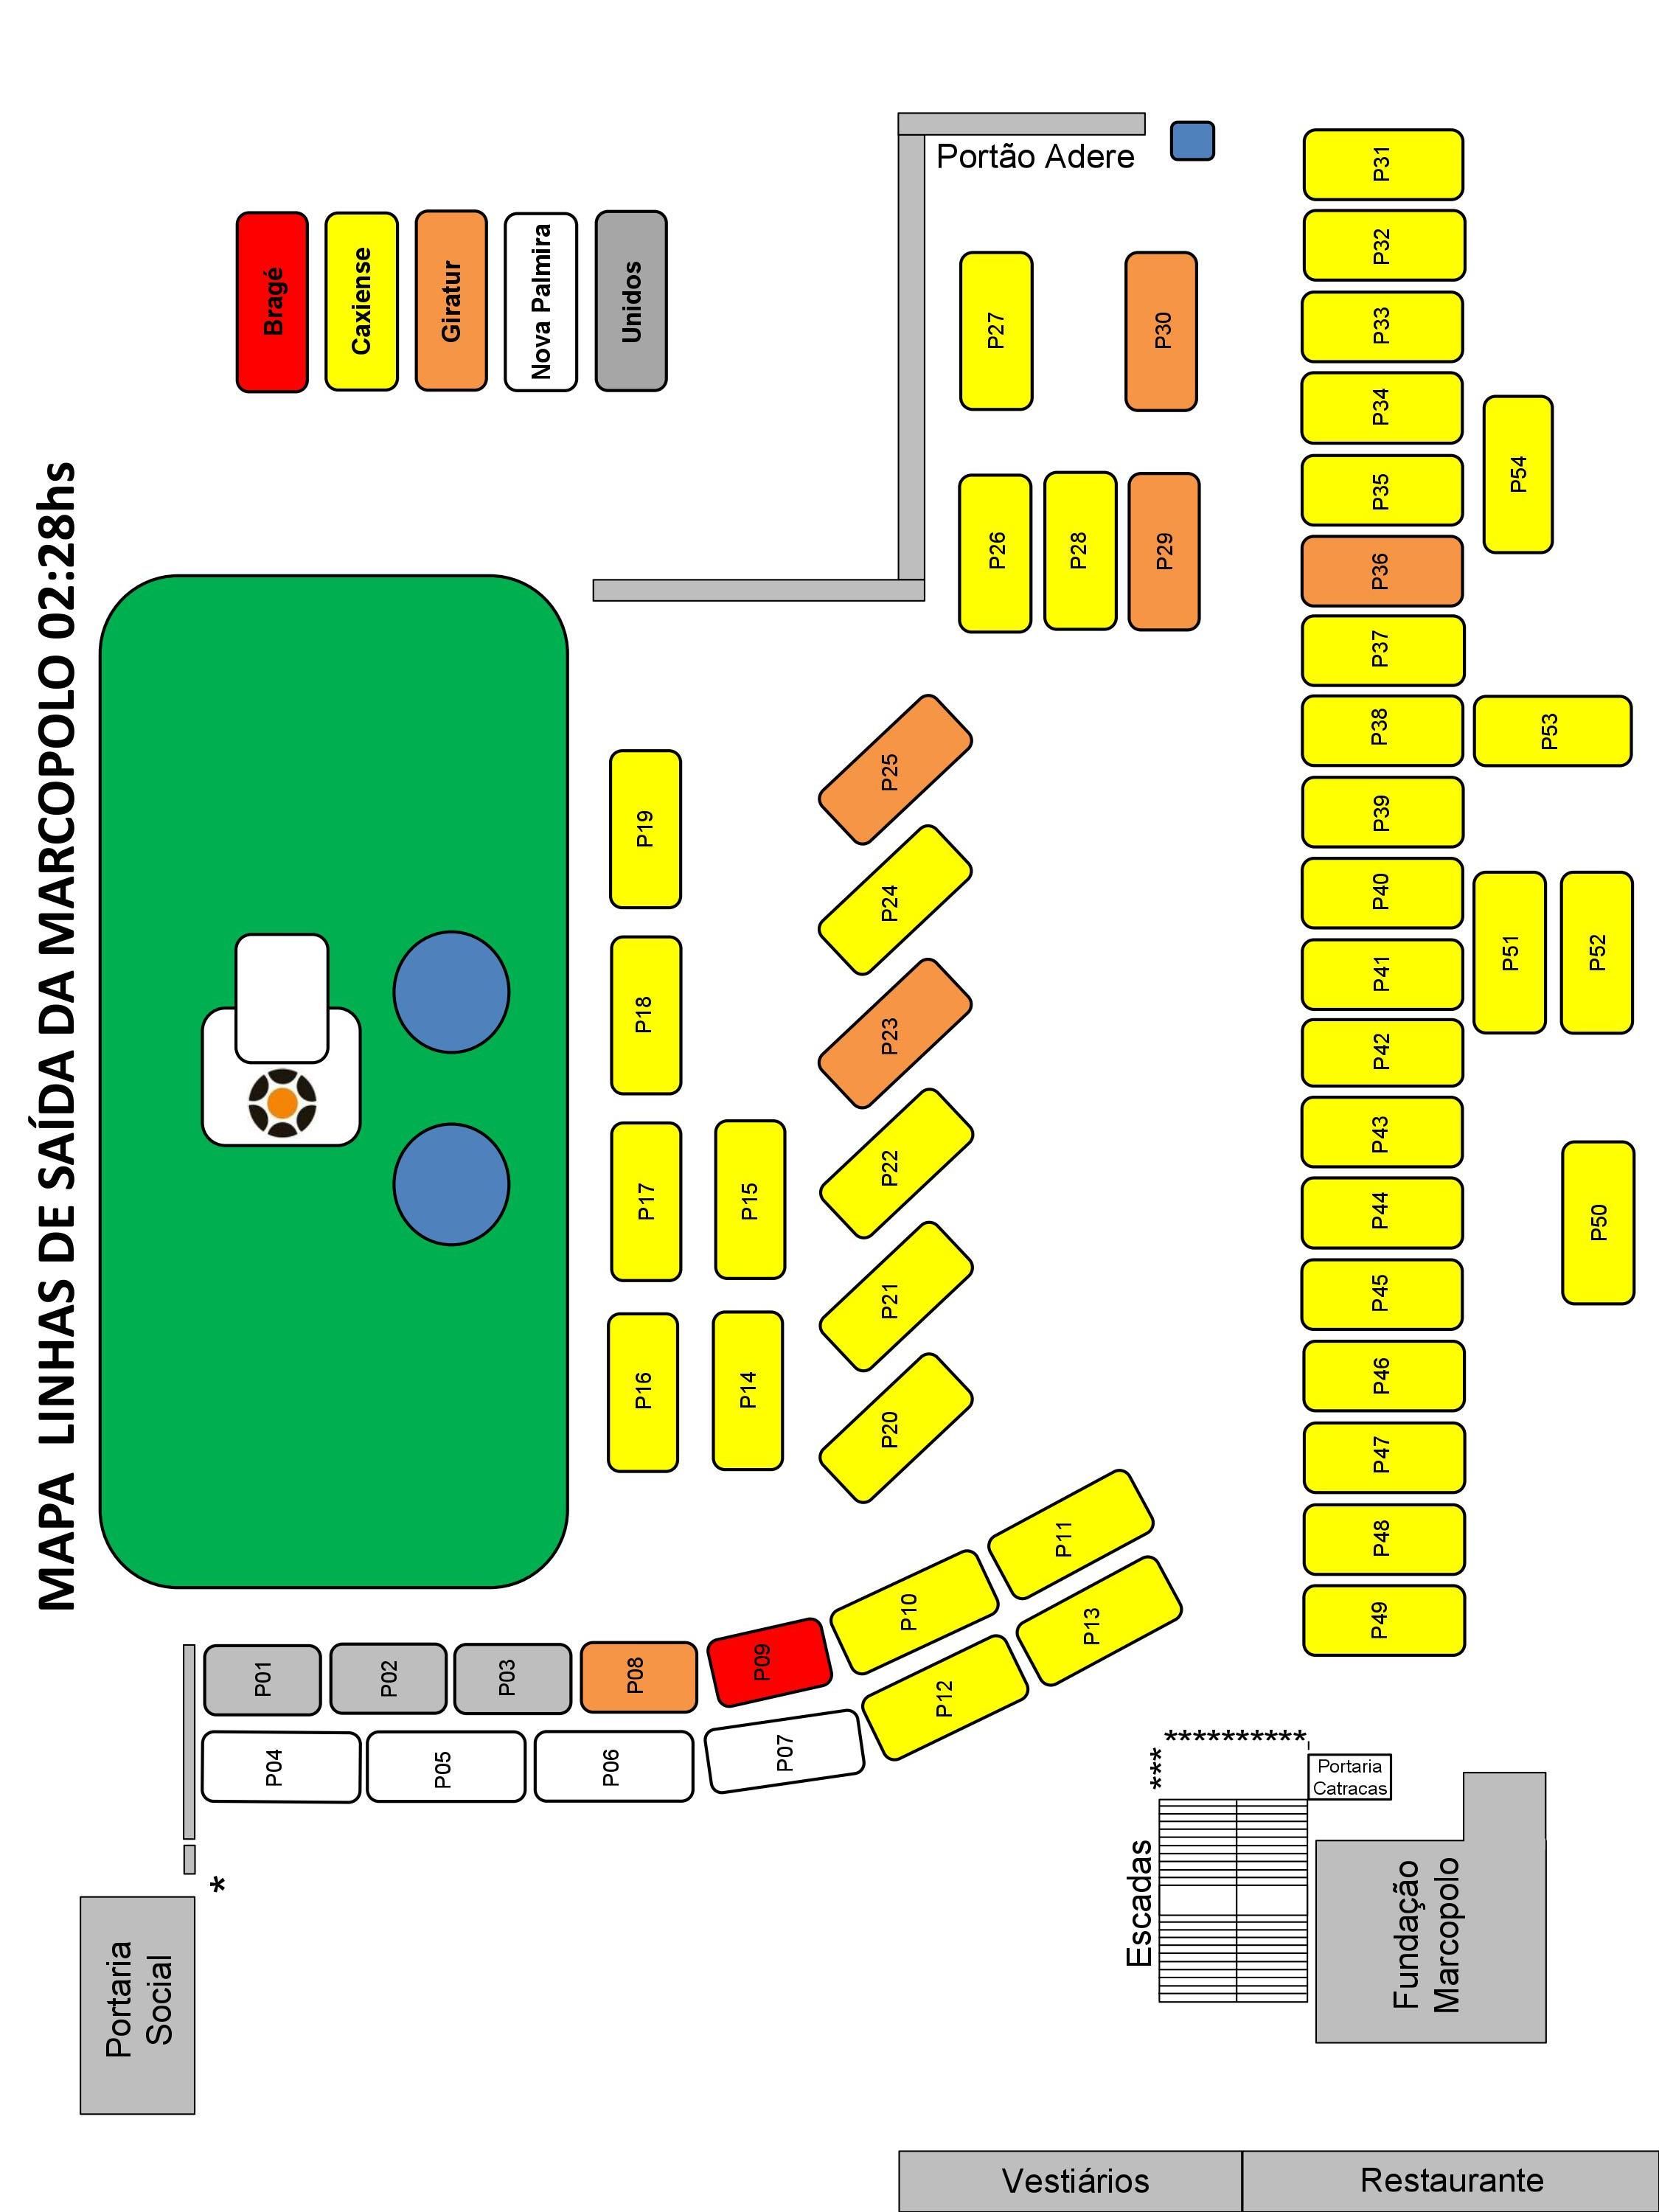 MAPA LINHAS DE SAÍDA DA MARCOPOLO 02:28hs
Bragé
Caxiense
Giratur
Nova Palmira
Unidos
Portão Adere
Portaria
Social
*
P01
P02
P03
P04
P05
P06
P07
P08
P09
P10
P11
P12
P13
P14
P15
P16
P17
P18
P19
P20
P21
P22
P23
P24
P25
P26
P27
P28
P29
P30
P31
P32
P33
P34
P35
P36
P37
P38
P39
P40
P41
P42
P43
P44
P45
P46
P47
P48
P49
P50
P51
P52
P53
P54
***
**********
Portaria
Catracas
Escadas
Fundação
Marcopolo
Vestiários
Restaurante